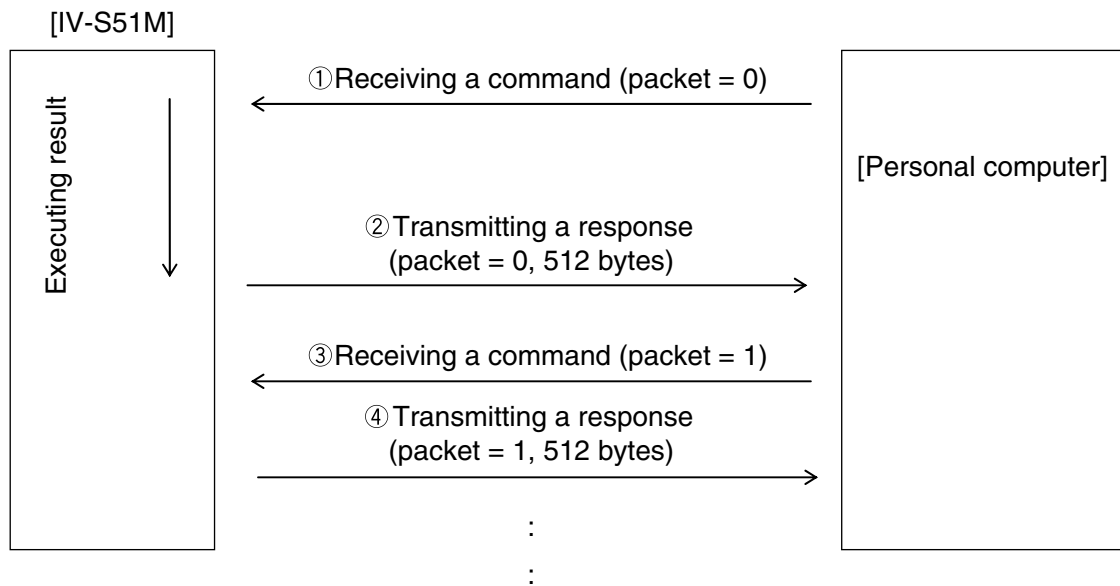 [IV-S51M]
①Receiving a command (packet = 0)
Executing result
[Personal computer]
②Transmitting a response
(packet = 0, 512 bytes)
③Receiving a command (packet = 1)
④Transmitting a response
(packet = 1, 512 bytes)
:
: